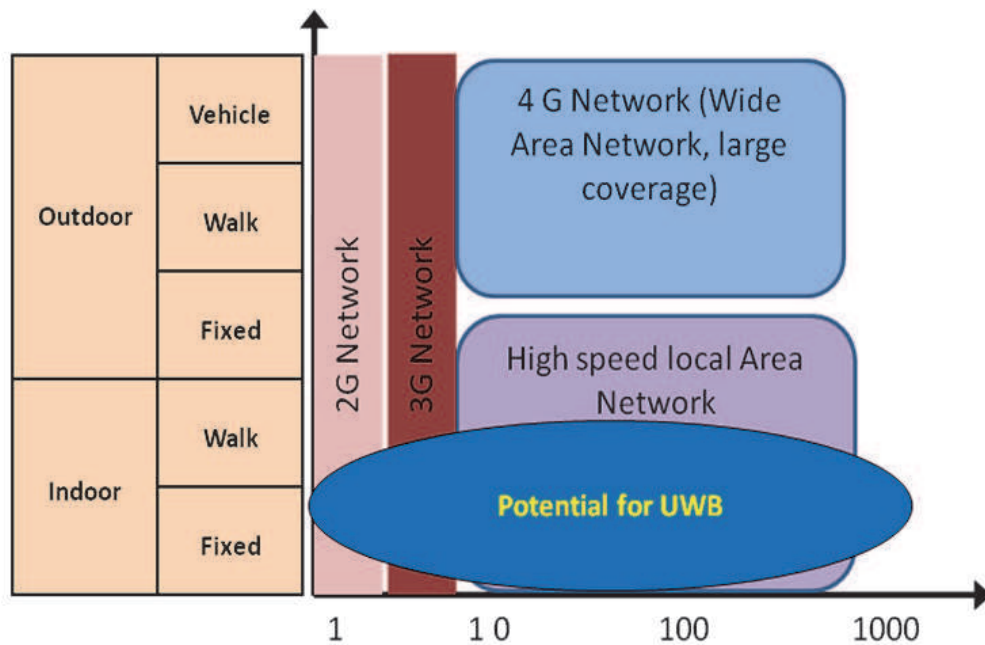 Outdoor
Vehicle
Walk
Fixed
Indoor
Walk
Fixed
2G Network
3G Network
4 G Network (Wide
Area Network, large
coverage)
High speed local Area
Network
Potential for UWB
1
1 0
100
1000